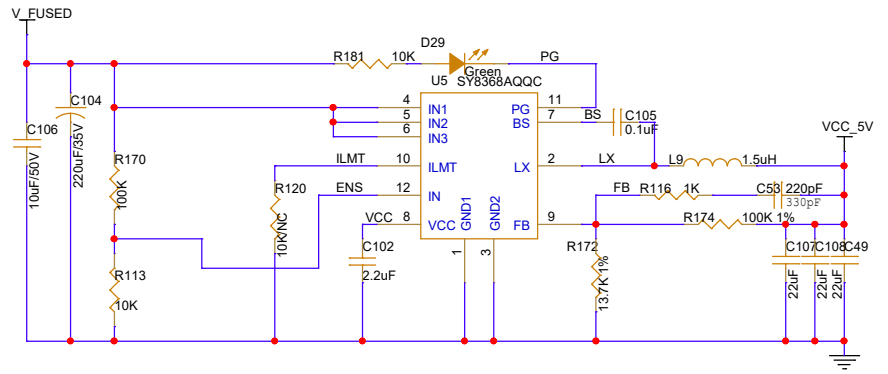 V_FUSED
D29
R181
10K
PG
Green
U5
SY8368AQQC
C104
220uF/35V
C106
10uF/50V
4
IN1
PG
11
5
IN2
BS
7
BS
C105
0.1uF
6
IN3
VCC_5V
R170
100K
ILMT
10
ILMT
LX
2
LX
L9
1.5uH
R120
10K/NC
ENS
12
IN
FB
R116
1K
C53
220pF
330pF
VCC
8
VCC
GND1
GND2
FB
9
R174
100K 1%
C102
2.2uF
1
3
R172
13.7K 1%
C107
22uF
C108
22uF
C49
22uF
R113
10K